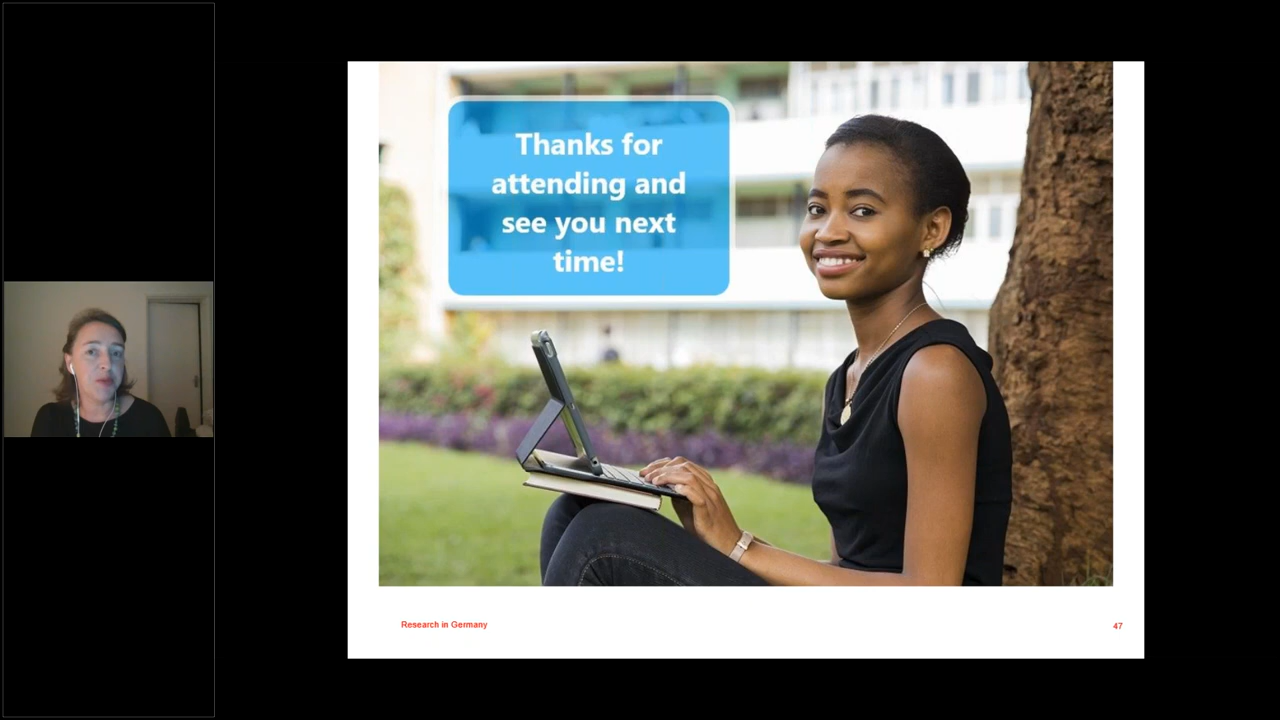 Thanks for
attending and
see you next
time!
Research in Germany
47